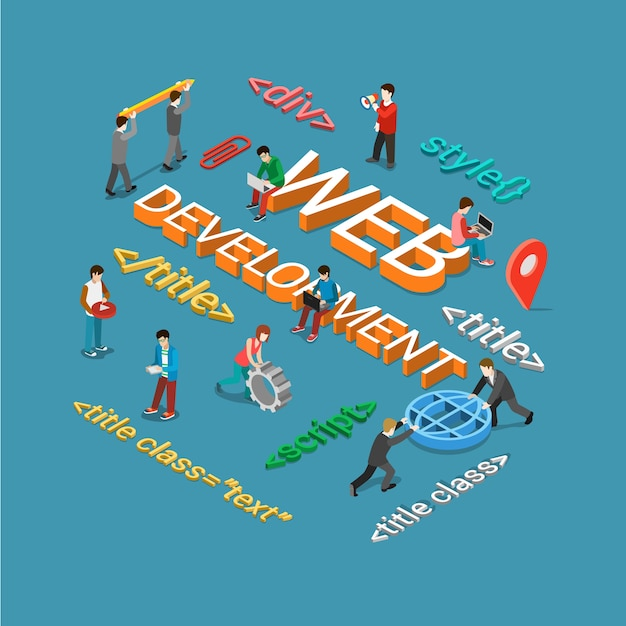 <div>
style{}
WEB
DEVELOPMENT
</title>
<title>
<script>
<title class="text">
<title class>